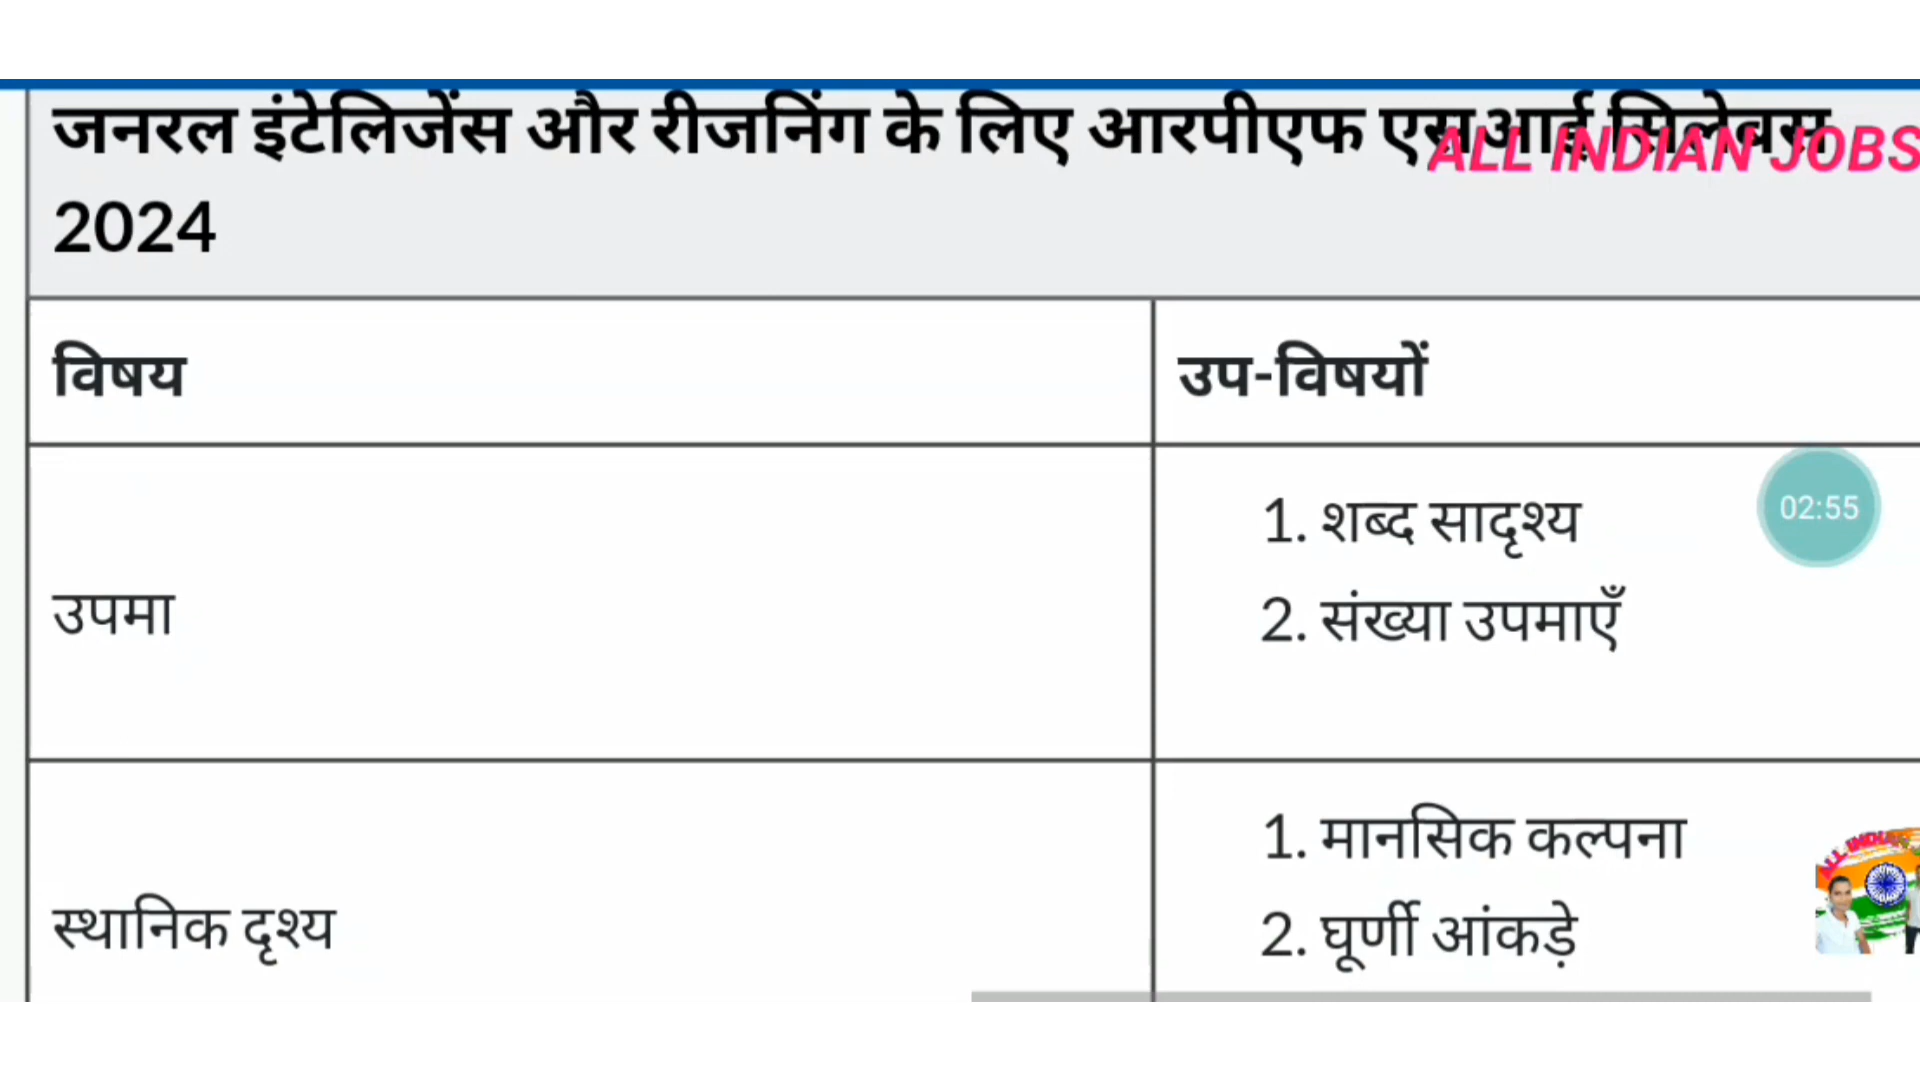 जनरल इंटेलिजेंस और रीजनिंग के लिए आरपीएफ एसआई सिलेबस
ALL INDIAN JOBS
2024
विषय
उप-विषयों
उपमा
1. शब्द सादृश्य
02:55
2. संख्या उपमाएँ
स्थानिक दृश्य
1. मानसिक कल्पना
2. घूर्णी आंकड़े